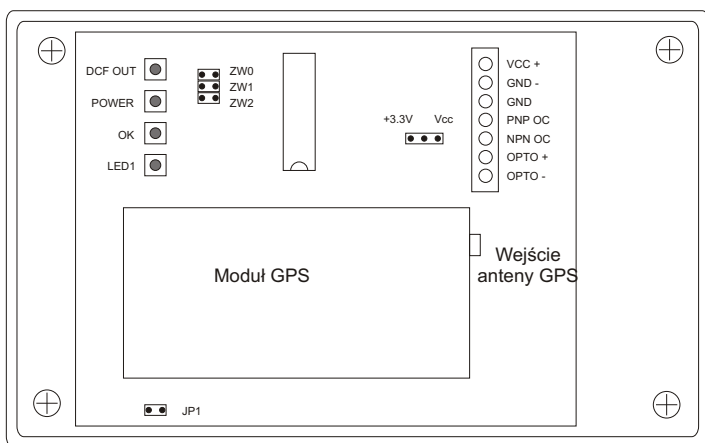 DCF OUT
POWER
OK
LED1
ZW0
ZW1
ZW2
+3.3V Vcc
VCC +
GND -
GND
PNP OC
NPN OC
OPTO +
OPTO -
Moduł GPS
Wejście
anteny GPS
JP1